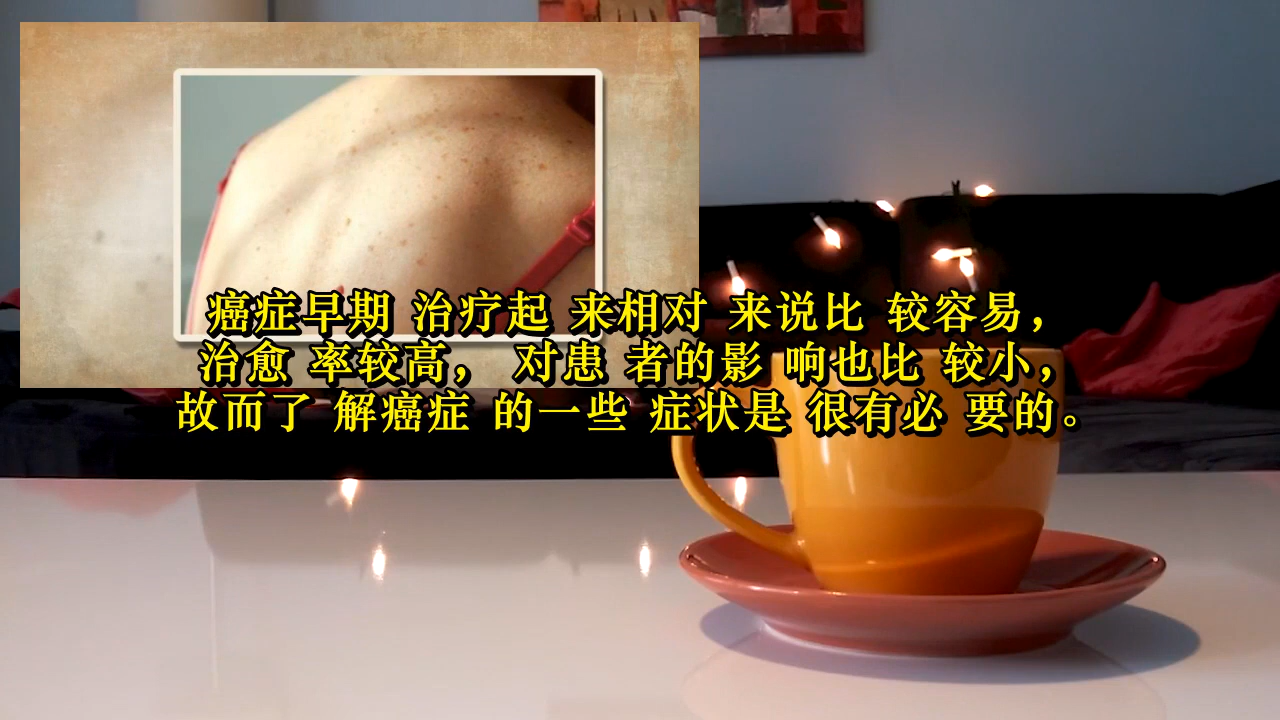 癌症早期 治疗起 来相对 来说比 较容易，
治愈 率较高， 对患 者的影 响也比 较小，
故而了 解癌症 的一些 症状是 很有必 要的。